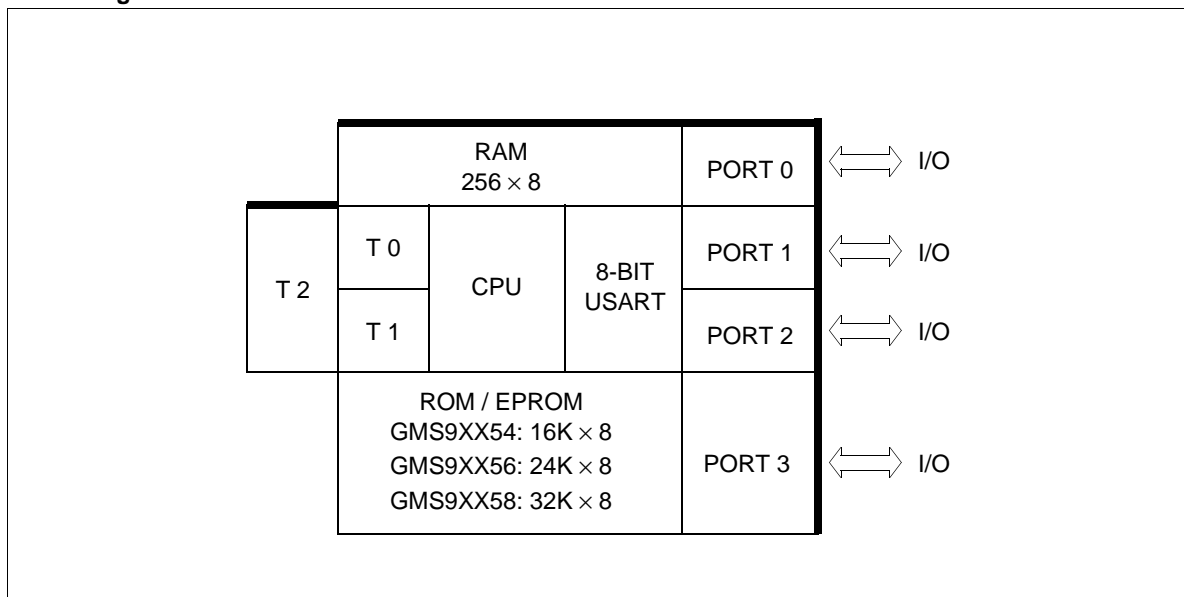 RAM
256 × 8
PORT 0
I/O
T 2
T 0
T 1
CPU
8-BIT
USART
PORT 1
I/O
PORT 2
I/O
ROM / EPROM
GMS9XX54: 16K × 8
GMS9XX56: 24K × 8
GMS9XX58: 32K × 8
PORT 3
I/O